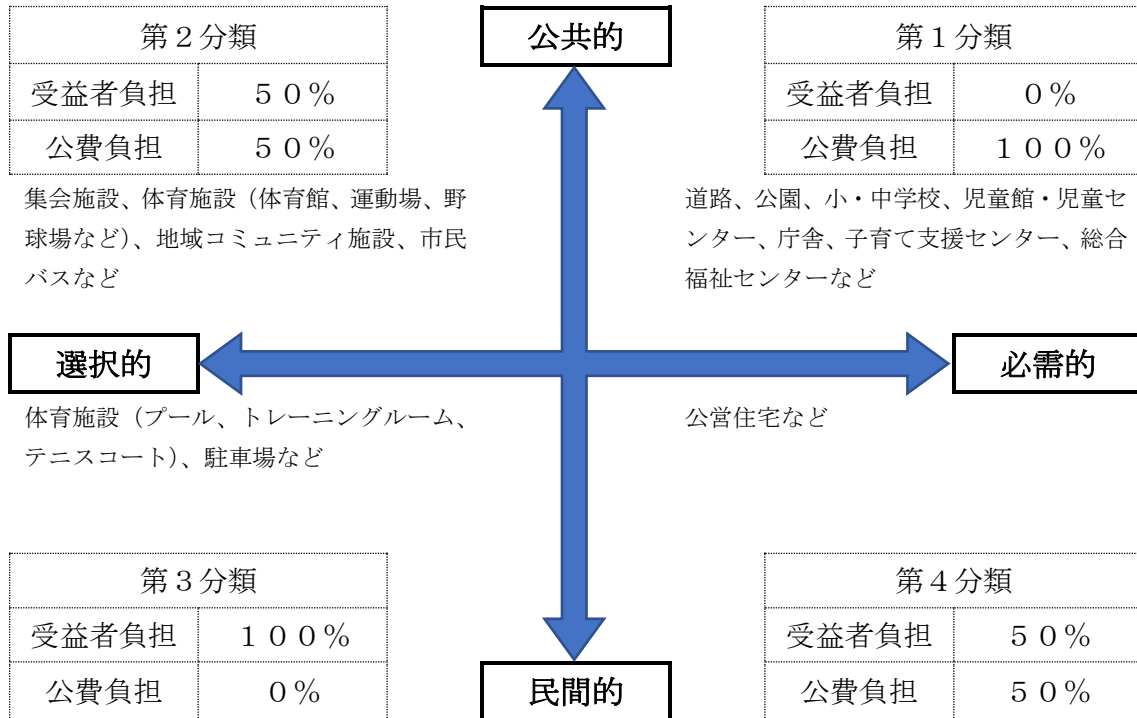 第２分類
受益者負担 ５０％
公費負担 ５０％
集会施設、体育施設（体育館、運動場、野
球場など）、地域コミュニティ施設、市民
バスなど
公共的
第１分類
受益者負担 ０％
公費負担 １００％
道路、公園、小・中学校、児童館・児童セ
ンター、庁舎、子育て支援センター、総合
福祉センターなど
選択的
必需的
体育施設（プール、トレーニングルーム、
テニスコート）、駐車場など
公営住宅など
第３分類
受益者負担 １００％
公費負担 ０％
民間的
第４分類
受益者負担 ５０％
公費負担 ５０％